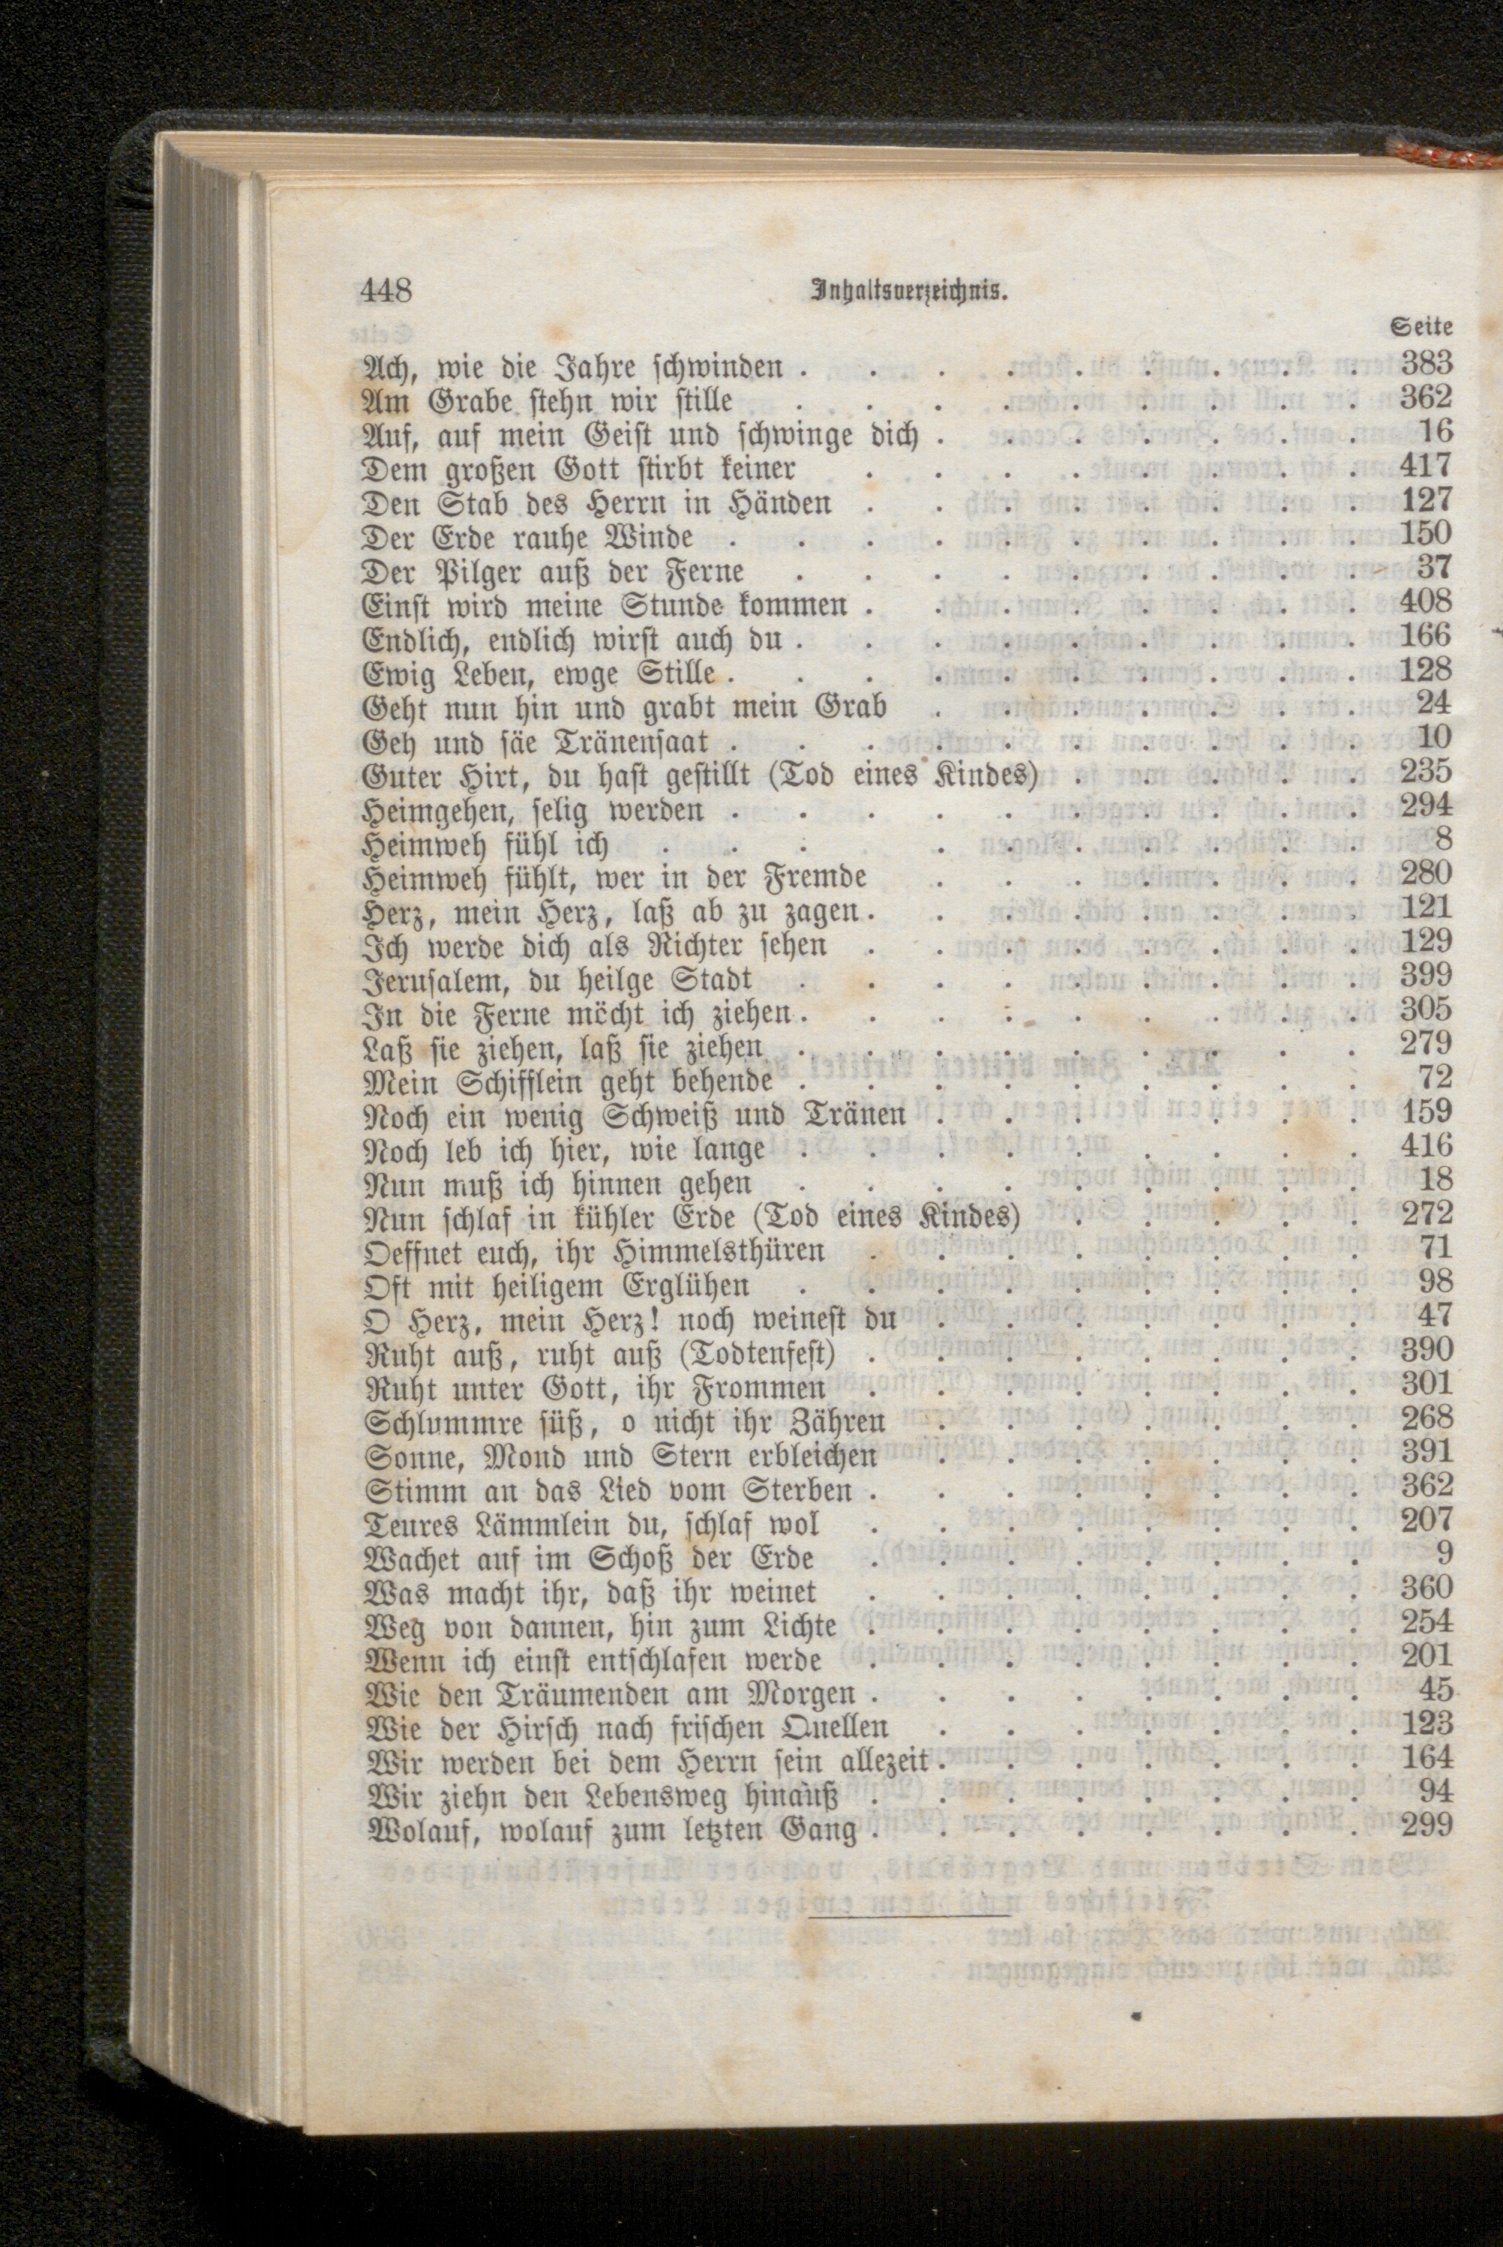 448 Inhaltsverzeichnis.
Seite
Ach, wie die Jahre schwinden . . . . . . . . . 383
Am Grabe stehn wir stille . . . . . . . . . 362
Auf, auf mein Geist und schwinge dich . . . . . . . 16
Dem großen Gott stirbt keiner . . . . . . . . 417
Den Stab des Herrn in Händen . . . . . . . . 127
Der Erde rauhe Winde . . . . . . . . . . 150
Der Pilger auß der Ferne . . . . . . . . . 37
Einst wird meine Stunde kommen . . . . . . . . 408
Endlich, endlich wirst auch du . . . . . . . . . 166
Ewig Leben, ewge Stille . . . . . . . . . . 128
Geht nun hin und grabt mein Grab . . . . . . . 24
Geh und säe Tränensaat . . . . . . . . . . 10
Guter Hirt, du hast gestillt (Tod eines Kindes) . . . . . 235
Heimgehen, selig werden . . . . . . . . . . 294
Heimweh fühl ich . . . . . . . . . . 8
Heimweh fühlt, wer in der Fremde . . . . . . . 280
Herz, mein Herz, laß ab zu zagen . . . . . . . . 121
Ich werde dich als Richter sehen . . . . . . . . 129
Jerusalem, du heilge Stadt . . . . . . . . . 399
In die Ferne möcht ich ziehen . . . . . . . . . 305
Laß sie ziehen, laß sie ziehen . . . . . . . . . 279
Mein Schifflein geht behende . . . . . . . . . 72
Noch ein wenig Schweiß und Tränen . . . . . . . 159
Noch leb ich hier, wie lange . . . . . . . . . 416
Nun muß ich hinnen gehen . . . . . . . . . 18
Nun schlaf in kühler Erde (Tod eines Kindes) . . . . . 272
Oeffnet euch, ihr Himmelsthüren . . . . . . . . 71
Oft mit heiligem Erglühen . . . . . . . . . 98
O Herz, mein Herz! noch weinest du . . . . . . . 47
Ruht auß, ruht auß (Todtenfest) . . . . . . . . 390
Ruht unter Gott, ihr Frommen . . . . . . . . 301
Schlummre süß, o nicht ihr Zähren . . . . . . . 268
Sonne, Mond und Stern erbleichen . . . . . . . 391
Stimm an das Lied vom Sterben . . . . . . . . 362
Teures Lämmlein du, schlaf wol . . . . . . . . 207
Wachet auf im Schoß der Erde . . . . . . . . 9
Was macht ihr, daß ihr weinet . . . . . . . . 360
Weg von dannen, hin zum Lichte . . . . . . . . 254
Wenn ich einst entschlafen werde . . . . . . . . 201
Wie den Träumenden am Morgen . . . . . . . . 45
Wie der Hirsch nach frischen Quellen . . . . . . . 123
Wir werden bei dem Herrn sein allezeit . . . . . . . 164
Wir ziehn den Lebensweg hinauß . . . . . . . . 94
Wolauf, wolauf zum letzten Gang . . . . . . . . 299